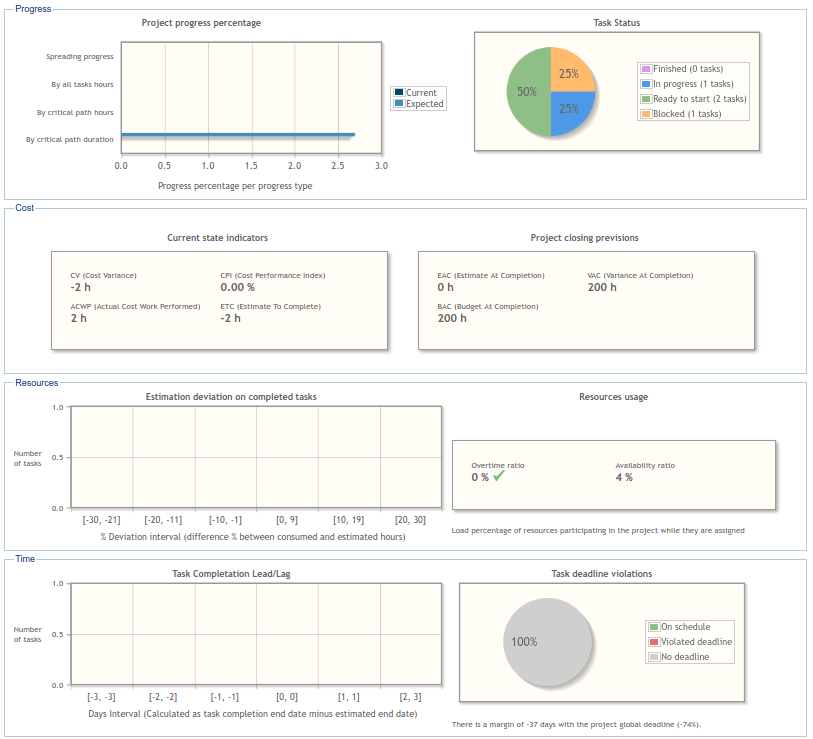 Progress
Project progress percentage
Spreading progress
By all tasks hours
By critical path hours
By critical path duration
0.0 0.5 1.0 1.5 2.0 2.5 3.0
Progress percentage per progress type
Current
Expected
Task Status
50%
25%
25%
Finished (0 tasks)
In progress (1 tasks)
Ready to start (2 tasks)
Blocked (1 tasks)
Cost
Current state indicators
CV (Cost Variance)
-2 h
CPI (Cost Performance Index)
0.00 %
ACWP (Actual Cost Work Performed)
2 h
ETC (Estimate To Complete)
-2 h
Project closing previsions
EAC (Estimate At Completion)
0 h
VAC (Variance At Completion)
200 h
BAC (Budget At Completion)
200 h
Resources
Estimation deviation on completed tasks
1.0
Number
of tasks
0.5
0.0
[-30, -21] [-20, -11] [-10, -1] [0, 9] [10, 19] [20, 30]
% Deviation interval (difference % between consumed and estimated hours)
Resources usage
Overtime ratio
0 %
Availability ratio
4 %
Load percentage of resources participating in the project while they are assigned
Time
Task Completion Lead/Lag
1.0
Number
of tasks
0.5
0.0
[-3, -3] [-2, -2] [-1, -1] [0, 0] [1, 1] [2, 3]
Days Interval (Calculated as task completion end date minus estimated end date)
Task deadline violations
100%
On schedule
Violated deadline
No deadline
There is a margin of -37 days with the project global deadline (-74%).